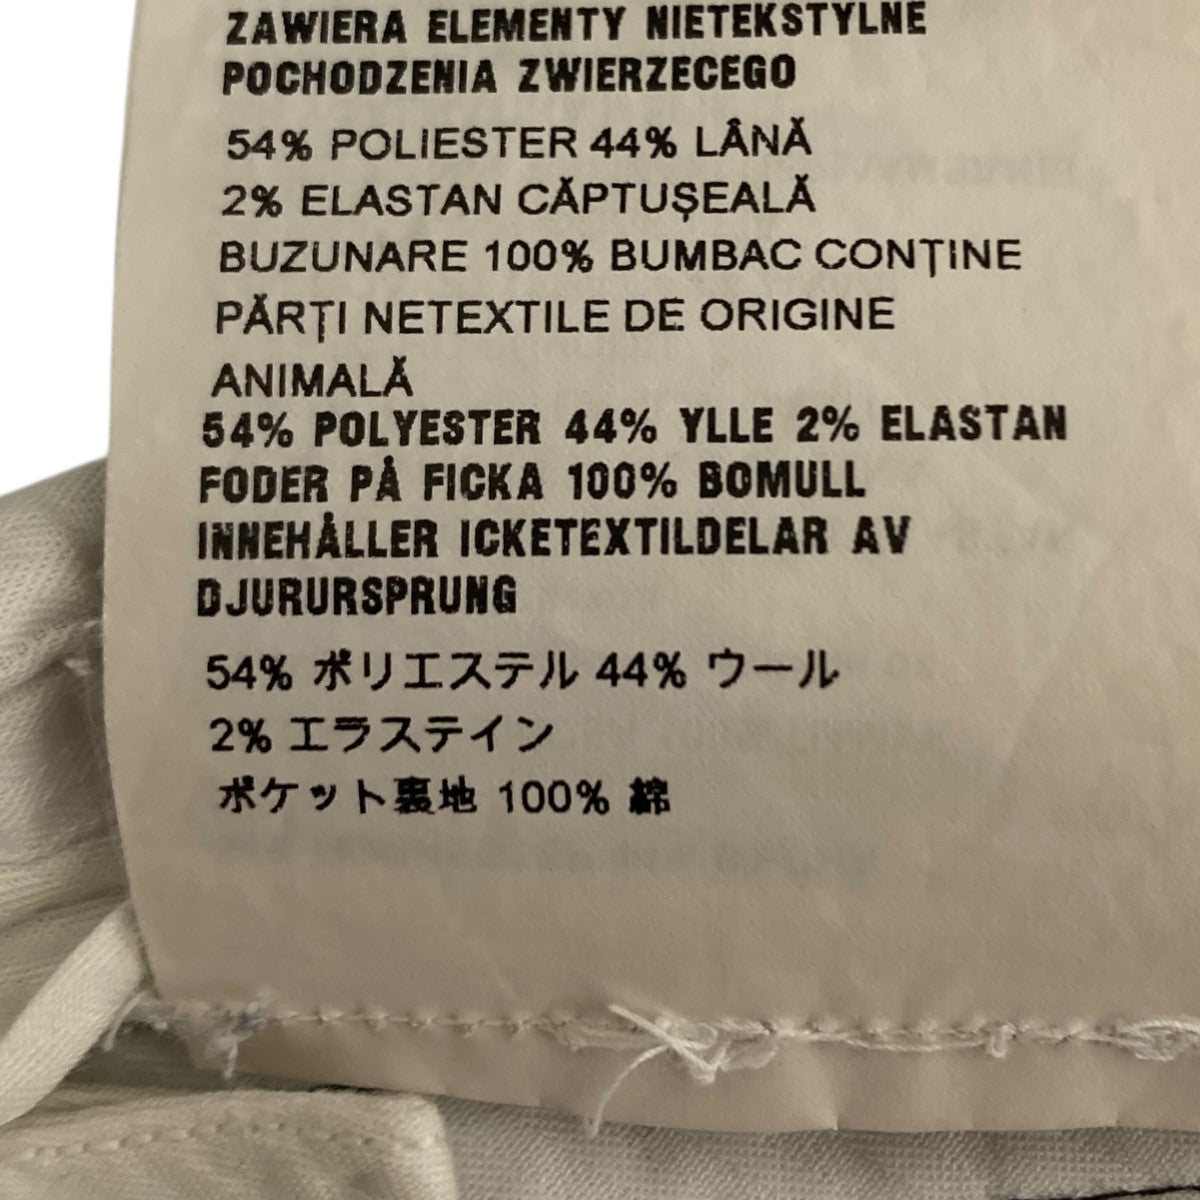 ZAWIERA ELEMENTY NIETEKSTYLNE
POCHODZENIA ZWIERZECEGO
54% POLIESTER 44% LÂNĂ
2% ELASTAN CĂPTUȘEALĂ
BUZUNARE 100% BUMBAC CONȚINE
PĂRȚI NETEXTILE DE ORIGINE
ANIMALĂ
54% POLYESTER 44% YLLE 2% ELASTAN
FODER PÅ FICKA 100% BOMULL
INNEHÅLLER ICKETEXTILDELAR AV
DJURURSPRUNG
54% ポリエステル 44% ウール
2% エラステイン
ポケット裏地 100% 綿